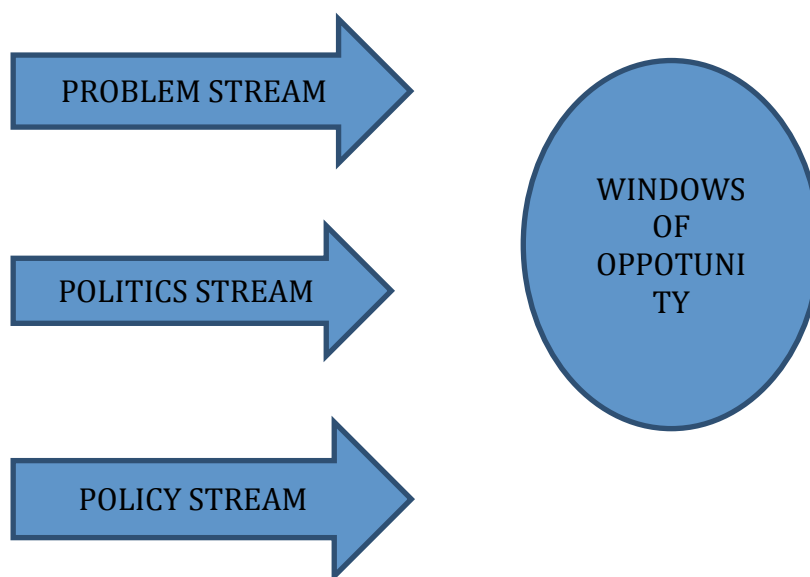 PROBLEM STREAM
WINDOWS
OF
OPPOTUNI
TY
POLITICS STREAM
POLICY STREAM